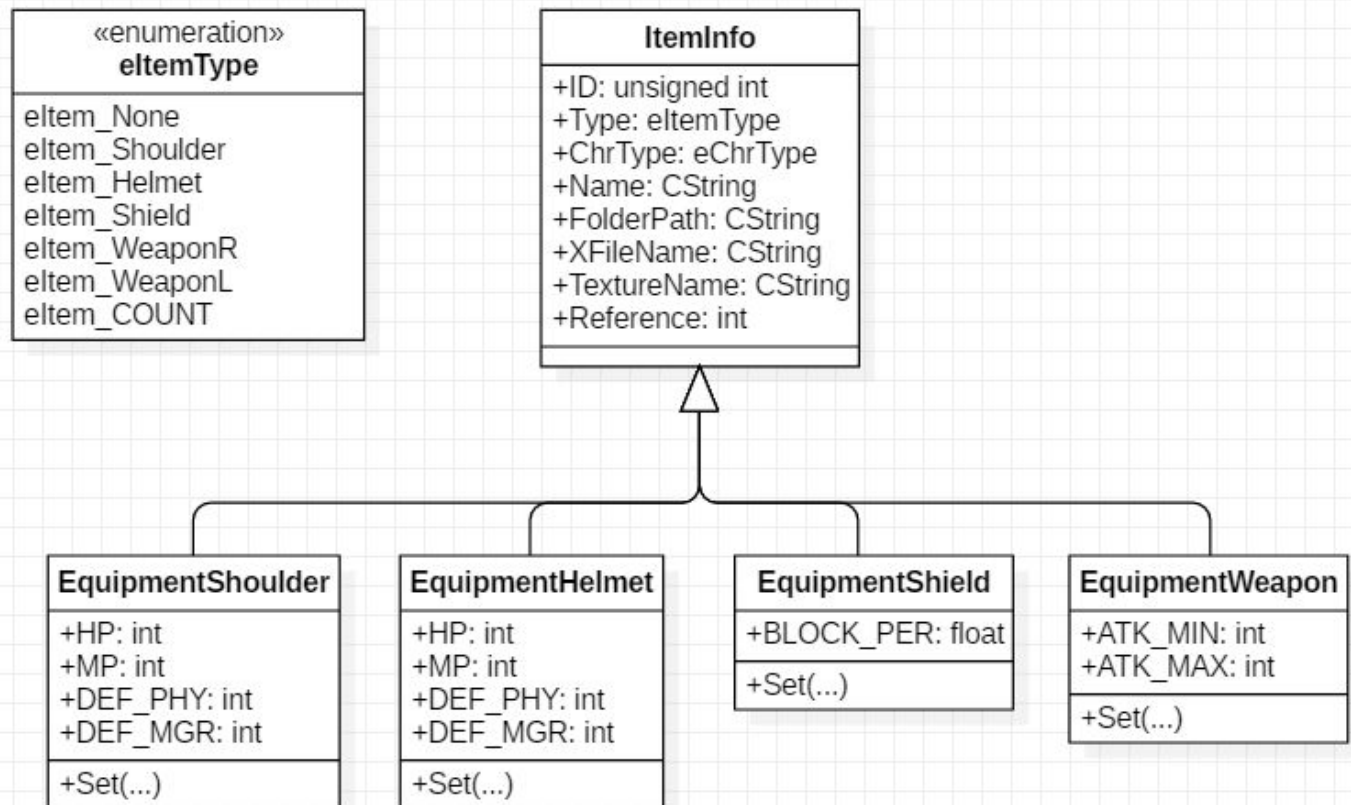 «enumeration»
eItemType
eItem_None
eItem_Shoulder
eItem_Helmet
eItem_Shield
eItem_WeaponR
eItem_WeaponL
eItem_COUNT
ItemInfo
+ID: unsigned int
+Type: eItemType
+ChrType: eChrType
+Name: CString
+FolderPath: CString
+XFileName: CString
+TextureName: CString
+Reference: int
EquipmentShoulder
+HP: int
+MP: int
+DEF_PHY: int
+DEF_MGR: int
+Set(...)
EquipmentHelmet
+HP: int
+MP: int
+DEF_PHY: int
+DEF_MGR: int
+Set(...)
EquipmentShield
+BLOCK_PER: float
+Set(...)
EquipmentWeapon
+ATK_MIN: int
+ATK_MAX: int
+Set(...)